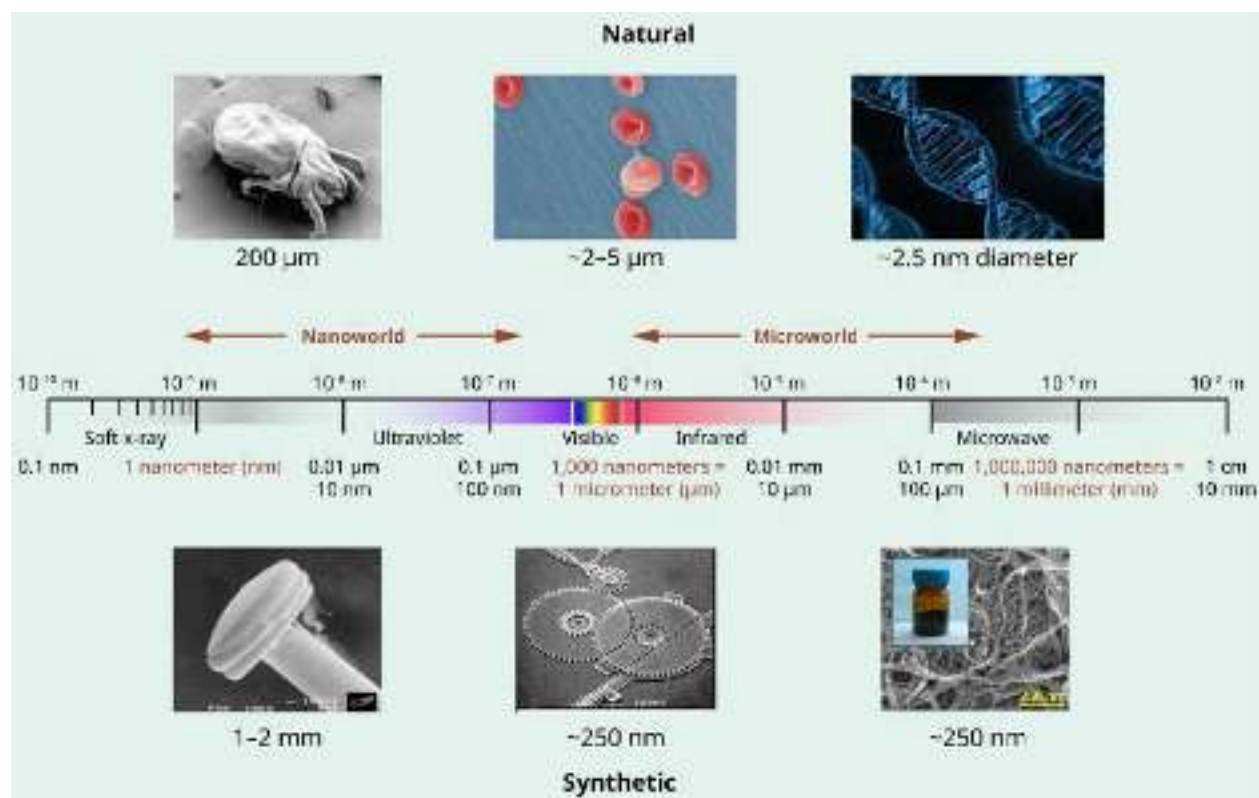 Natural
200 µm
~2–5 µm
~2.5 nm diameter
Nanoworld
Microworld
m
m
m
m
m
m
m
m
m
Soft x-ray
Ultraviolet
Visible
Infrared
Microwave
0.1 nm
1 nanometer (nm)
0.01 µm
10 nm
0.1 µm
100 nm
1,000 nanometers =
1 micrometer (µm)
0.01 mm
10 µm
0.1 mm
100 µm
1,000,000 nanometers =
1 millimeter (mm)
1 cm
10 mm
1–2 mm
~250 nm
~250 nm
Synthetic